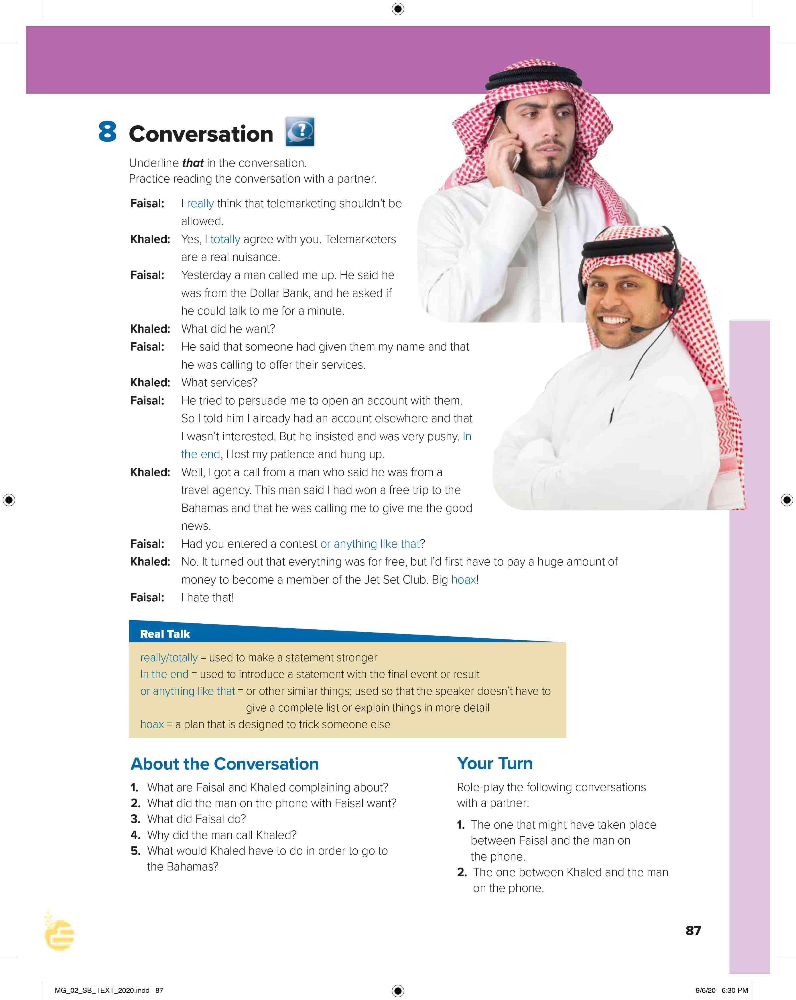 8 Conversation
Underline that in the conversation.
Practice reading the conversation with a partner.
Faisal: I really think that telemarketing shouldn't be
allowed.
Khaled: Yes, I totally agree with you. Telemarketers
are a real nuisance.
Faisal: Yesterday a man called me up. He said he
was from the Dollar Bank, and he asked if
he could talk to me for a minute.
Khaled: What did he want?
Faisal: He said that someone had given them my name and that
he was calling to offer their services.
Khaled: What services?
Faisal: He tried to persuade me to open an account with them.
So I told him I already had an account elsewhere and that
I wasn't interested. But he insisted and was very pushy. In
the end, I lost my patience and hung up.
Khaled: Well, I got a call from a man who said he was from a
travel agency. This man said I had won a free trip to the
Bahamas and that he was calling me to give me the good
news.
Faisal: Had you entered a contest or anything like that?
Khaled: No. It turned out that everything was for free, but I'd first have to pay a huge amount of
money to become a member of the Jet Set Club. Big hoax!
Faisal: I hate that!
Real Talk
really/totally = used to make a statement stronger
In the end = used to introduce a statement with the final event or result
or anything like that = or other similar things; used so that the speaker doesn't have to
give a complete list or explain things in more detail
hoax = a plan that is designed to trick someone else
About the Conversation
1. What are Faisal and Khaled complaining about?
2. What did the man on the phone with Faisal want?
3. What did Faisal do?
4. Why did the man call Khaled?
5. What would Khaled have to do in order to go to
the Bahamas?
Your Turn
Role-play the following conversations
with a partner:
1. The one that might have taken place
between Faisal and the man on
the phone.
2. The one between Khaled and the man
on the phone.
87
MG_02_SB_TEXT_2020.indd 87
9/6/20 6:30 PM